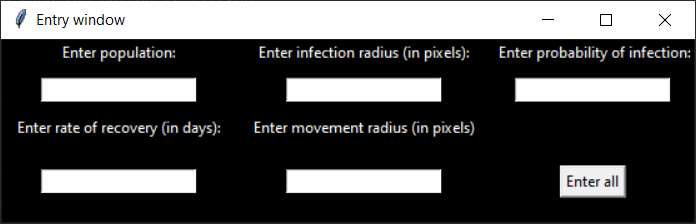 Entry window
Enter population:
Enter infection radius (in pixels):
Enter probability of infection:
Enter rate of recovery (in days):
Enter movement radius (in pixels)
Enter all